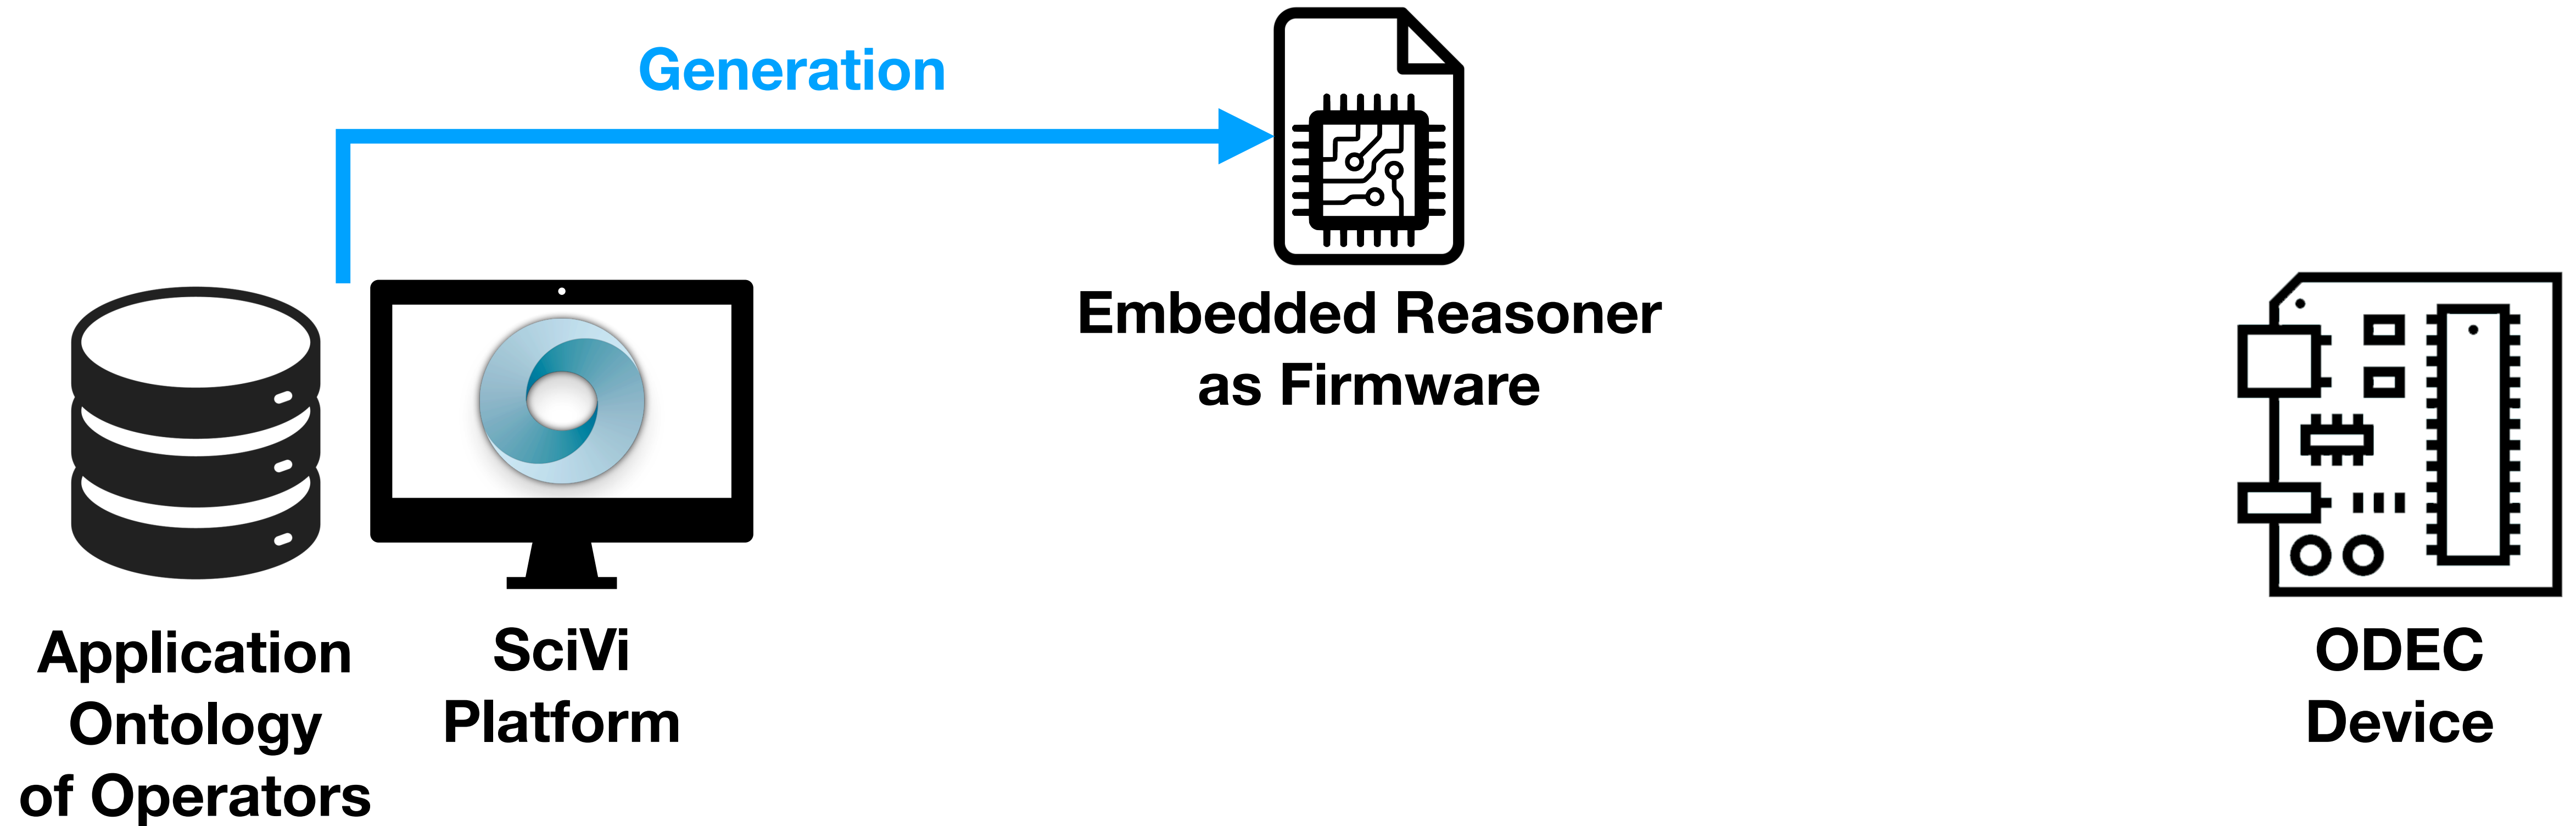 Generation
Embedded Reasoner
as Firmware
Application
Ontology
of Operators
SciVi
Platform
ODEC
Device